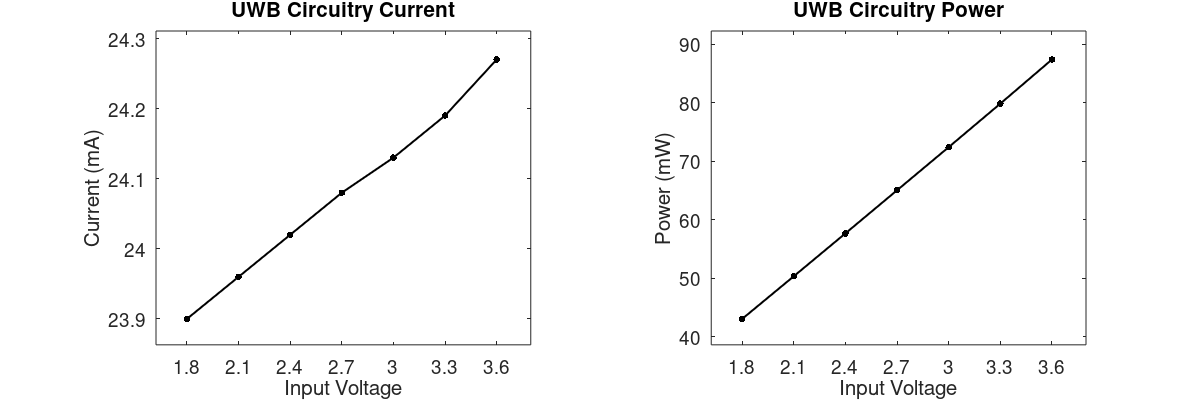 UWB Circuitry Current
24.3
24.2
24.1
24
23.9
Current (mA)
1.8 2.1 2.4 2.7 3 3.3 3.6
Input Voltage
UWB Circuitry Power
90
80
70
60
50
40
Power (mW)
1.8 2.1 2.4 2.7 3 3.3 3.6
Input Voltage